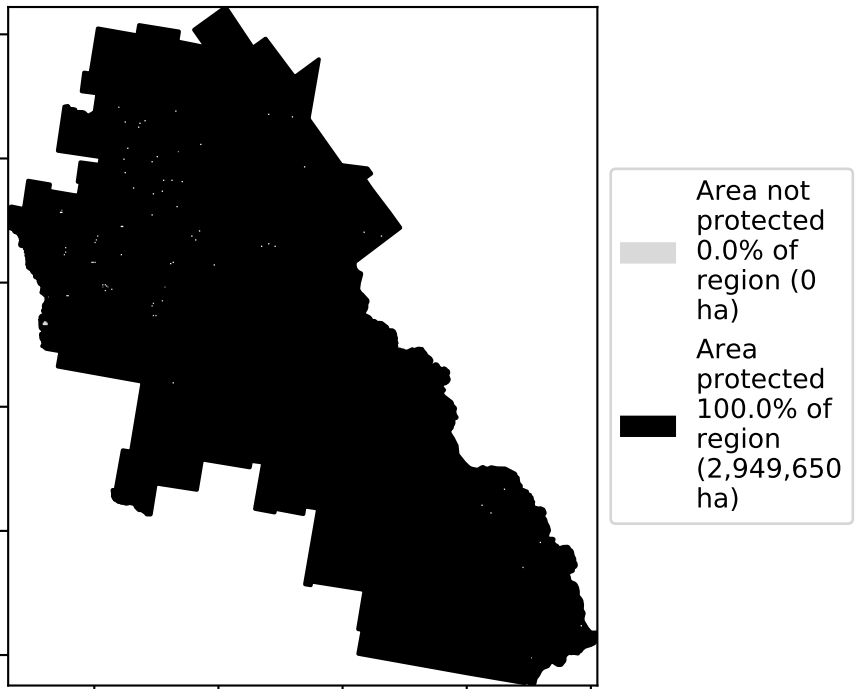 Area not
protected
0.0% of
region (0
ha)
Area
protected
100.0% of
region
(2,949,650
ha)